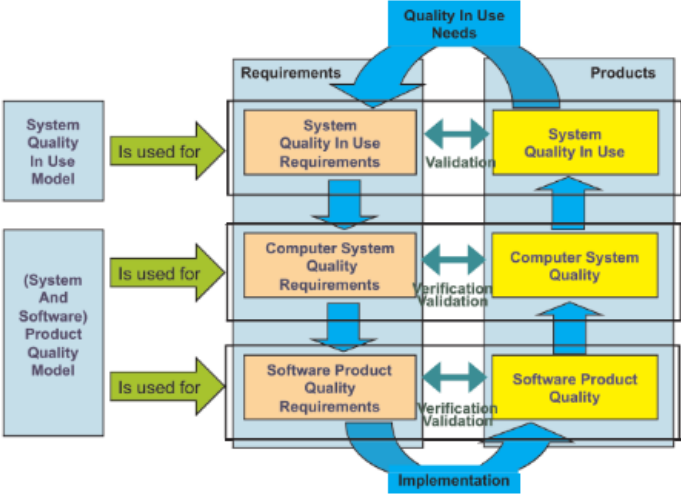 Quality In Use
Needs
Requirements
Products
System
Quality
In Use
Model
Is used for
System
Quality In Use
Requirements
Validation
System
Quality In Use
(System
And
Software)
Product
Quality
Model
Is used for
Computer System
Quality
Requirements
Verification
Validation
Computer System
Quality
Is used for
Software Product
Quality
Requirements
Verification
Validation
Software Product
Quality
Implementation